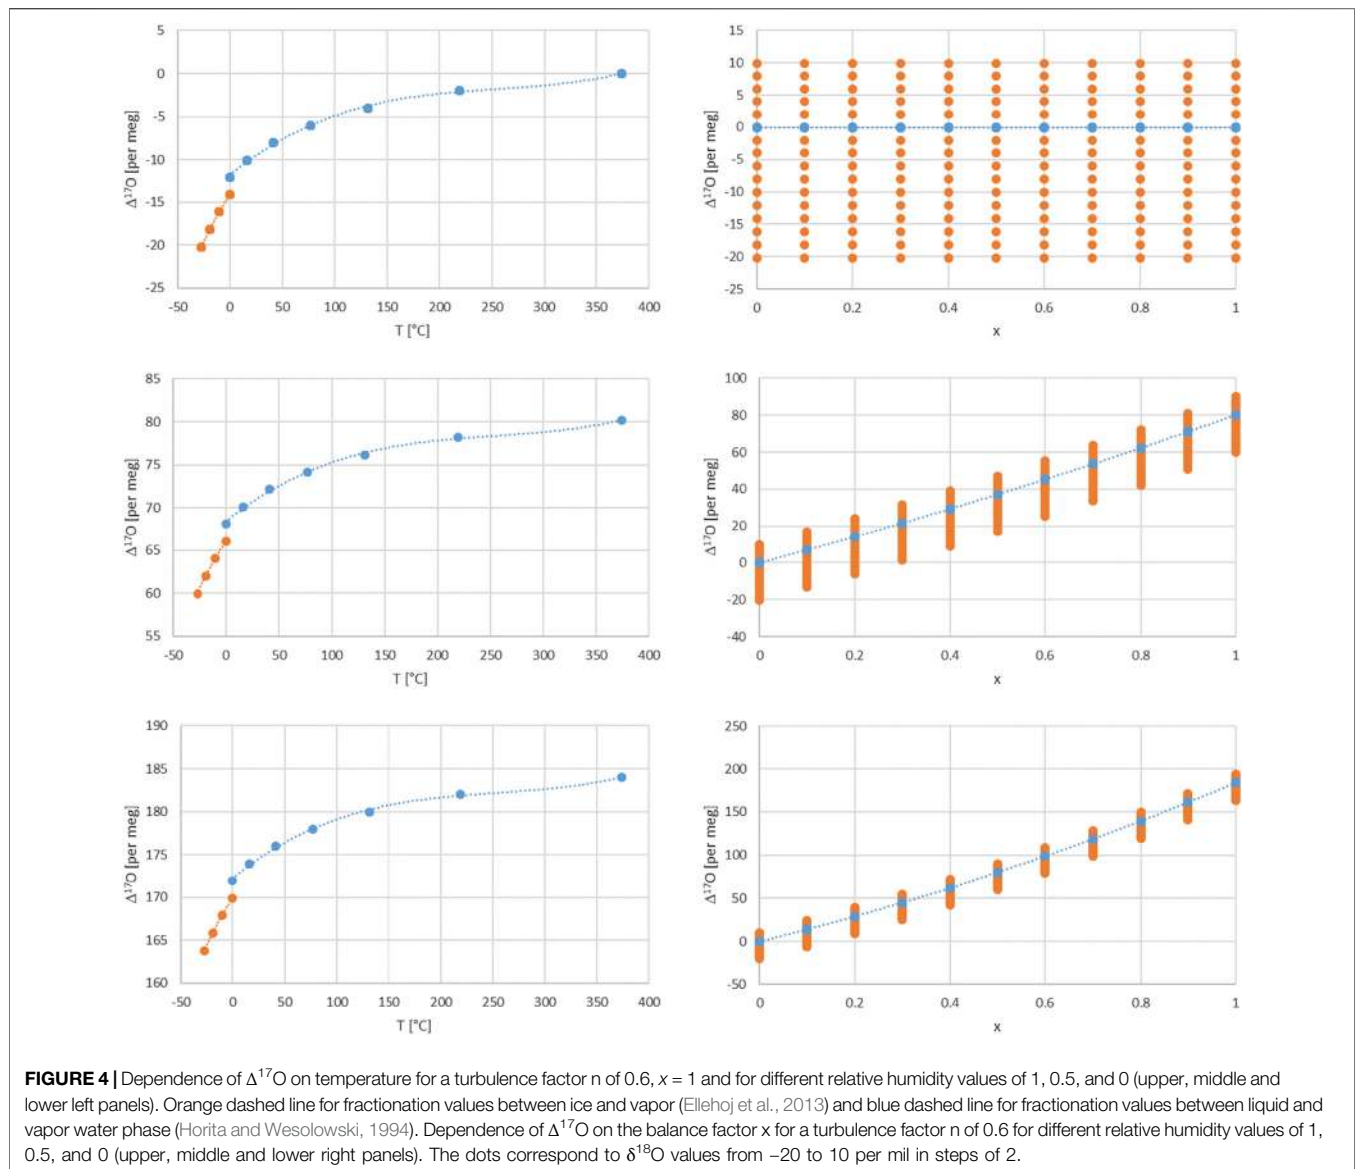 5
0
-5
-10
-15
-20
-25
Δ17O [per meg]
-50 0 50 100 150 200 250 300 350 400
T [°C]
15
10
5
0
-5
-10
-15
-20
-25
Δ17O [per meg]
0 0.2 0.4 0.6 0.8 1
x
85
80
75
70
65
60
55
Δ17O [per meg]
-50 0 50 100 150 200 250 300 350 400
T [°C]
100
80
60
40
20
0
-20
-40
Δ17O [per meg]
0 0.2 0.4 0.6 0.8 1
x
190
185
180
175
170
165
160
Δ17O [per meg]
-50 0 50 100 150 200 250 300 350 400
T [°C]
250
200
150
100
50
0
-50
Δ17O [per meg]
0 0.2 0.4 0.6 0.8 1
x
FIGURE 4 | Dependence of Δ17O on temperature for a turbulence factor n of 0.6, x = 1 and for different relative humidity values of 1, 0.5, and 0 (upper, middle and
lower left panels). Orange dashed line for fractionation values between ice and vapor (Ellehoj et al., 2013) and blue dashed line for fractionation values between liquid and
vapor water phase (Horita and Wesolowski, 1994). Dependence of Δ17O on the balance factor x for a turbulence factor n of 0.6 for different relative humidity values of 1,
0.5, and 0 (upper, middle and lower right panels). The dots correspond to δ18O values from −20 to 10 per mil in steps of 2.